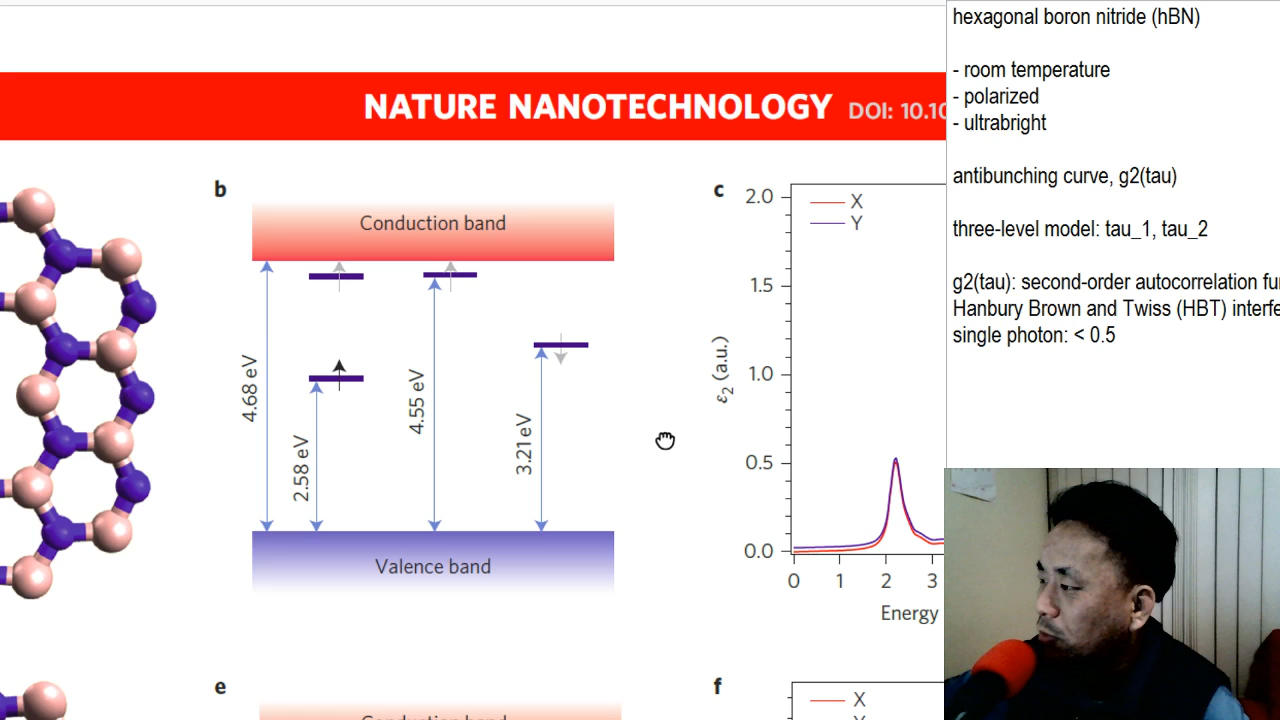 NATURE NANOTECHNOLOGY DOI: 10.10
b
Conduction band
4.68 eV
2.58 eV
4.55 eV
3.21 eV
Valence band
c
X
Y
2.0
1.5
1.0
0.5
0.0
ε2 (a.u.)
0 1 2 3
Energy
e
Conduction band
f
X
hexagonal boron nitride (hBN)
- room temperature
- polarized
- ultrabright
antibunching curve, g2(tau)
three-level model: tau_1, tau_2
g2(tau): second-order autocorrelation fu
Hanbury Brown and Twiss (HBT) interfe
single photon: < 0.5